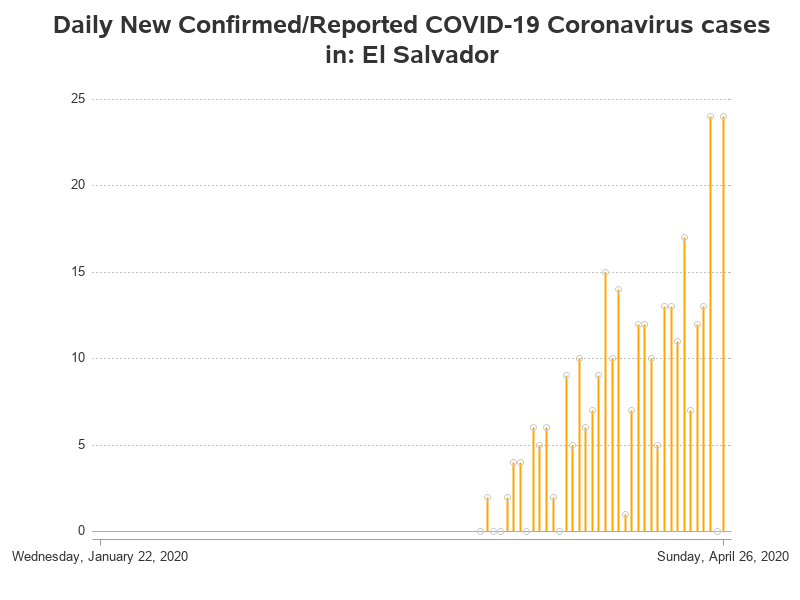 Daily New Confirmed/Reported COVID-19 Coronavirus cases
in: El Salvador
25
20
15
10
5
0
Wednesday, January 22, 2020
Sunday, April 26, 2020